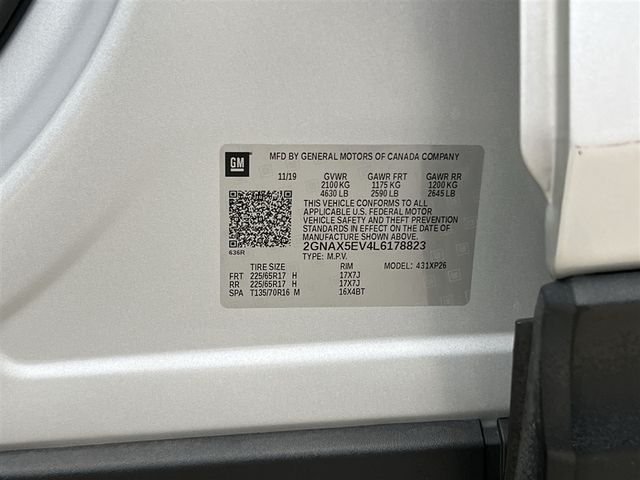 GM
MFD BY GENERAL MOTORS OF CANADA COMPANY
11/19 GVWR GAWR FRT GAWR RR
2100 KG 1175 KG 1200 KG
4630 LB 2590 LB 2645 LB
THIS VEHICLE CONFORMS TO ALL
APPLICABLE U.S. FEDERAL MOTOR
VEHICLE SAFETY AND THEFT PREVENTION
STANDARDS IN EFFECT ON THE DATE OF
MANUFACTURE SHOWN ABOVE.
2GNAX5EV4L6178823
636R TYPE: M.P.V.
TIRE SIZE RIM MODEL: 431XP26
FRT 225/65R17 H 17X7J
RR 225/65R17 H 17X7J
SPA T135/70R16 M 16X4BT